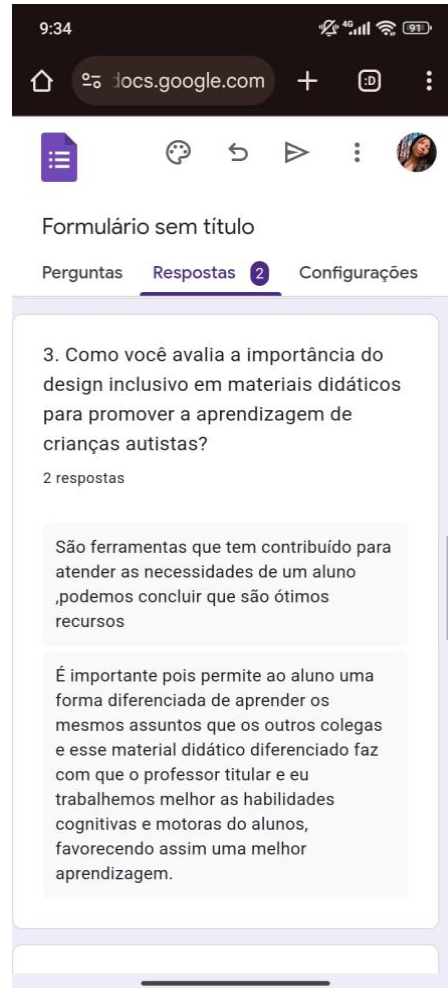 9:34
4G
91
docs.google.com
:D
Formulário sem título
Perguntas Respostas 2 Configurações
3. Como você avalia a importância do
design inclusivo em materiais didáticos
para promover a aprendizagem de
crianças autistas?
2 respostas
São ferramentas que tem contribuído para
atender as necessidades de um aluno
,podemos concluir que são ótimos
recursos
É importante pois permite ao aluno uma
forma diferenciada de aprender os
mesmos assuntos que os outros colegas
e esse material didático diferenciado faz
com que o professor titular e eu
trabalhemos melhor as habilidades
cognitivas e motoras do alunos,
favorecendo assim uma melhor
aprendizagem.